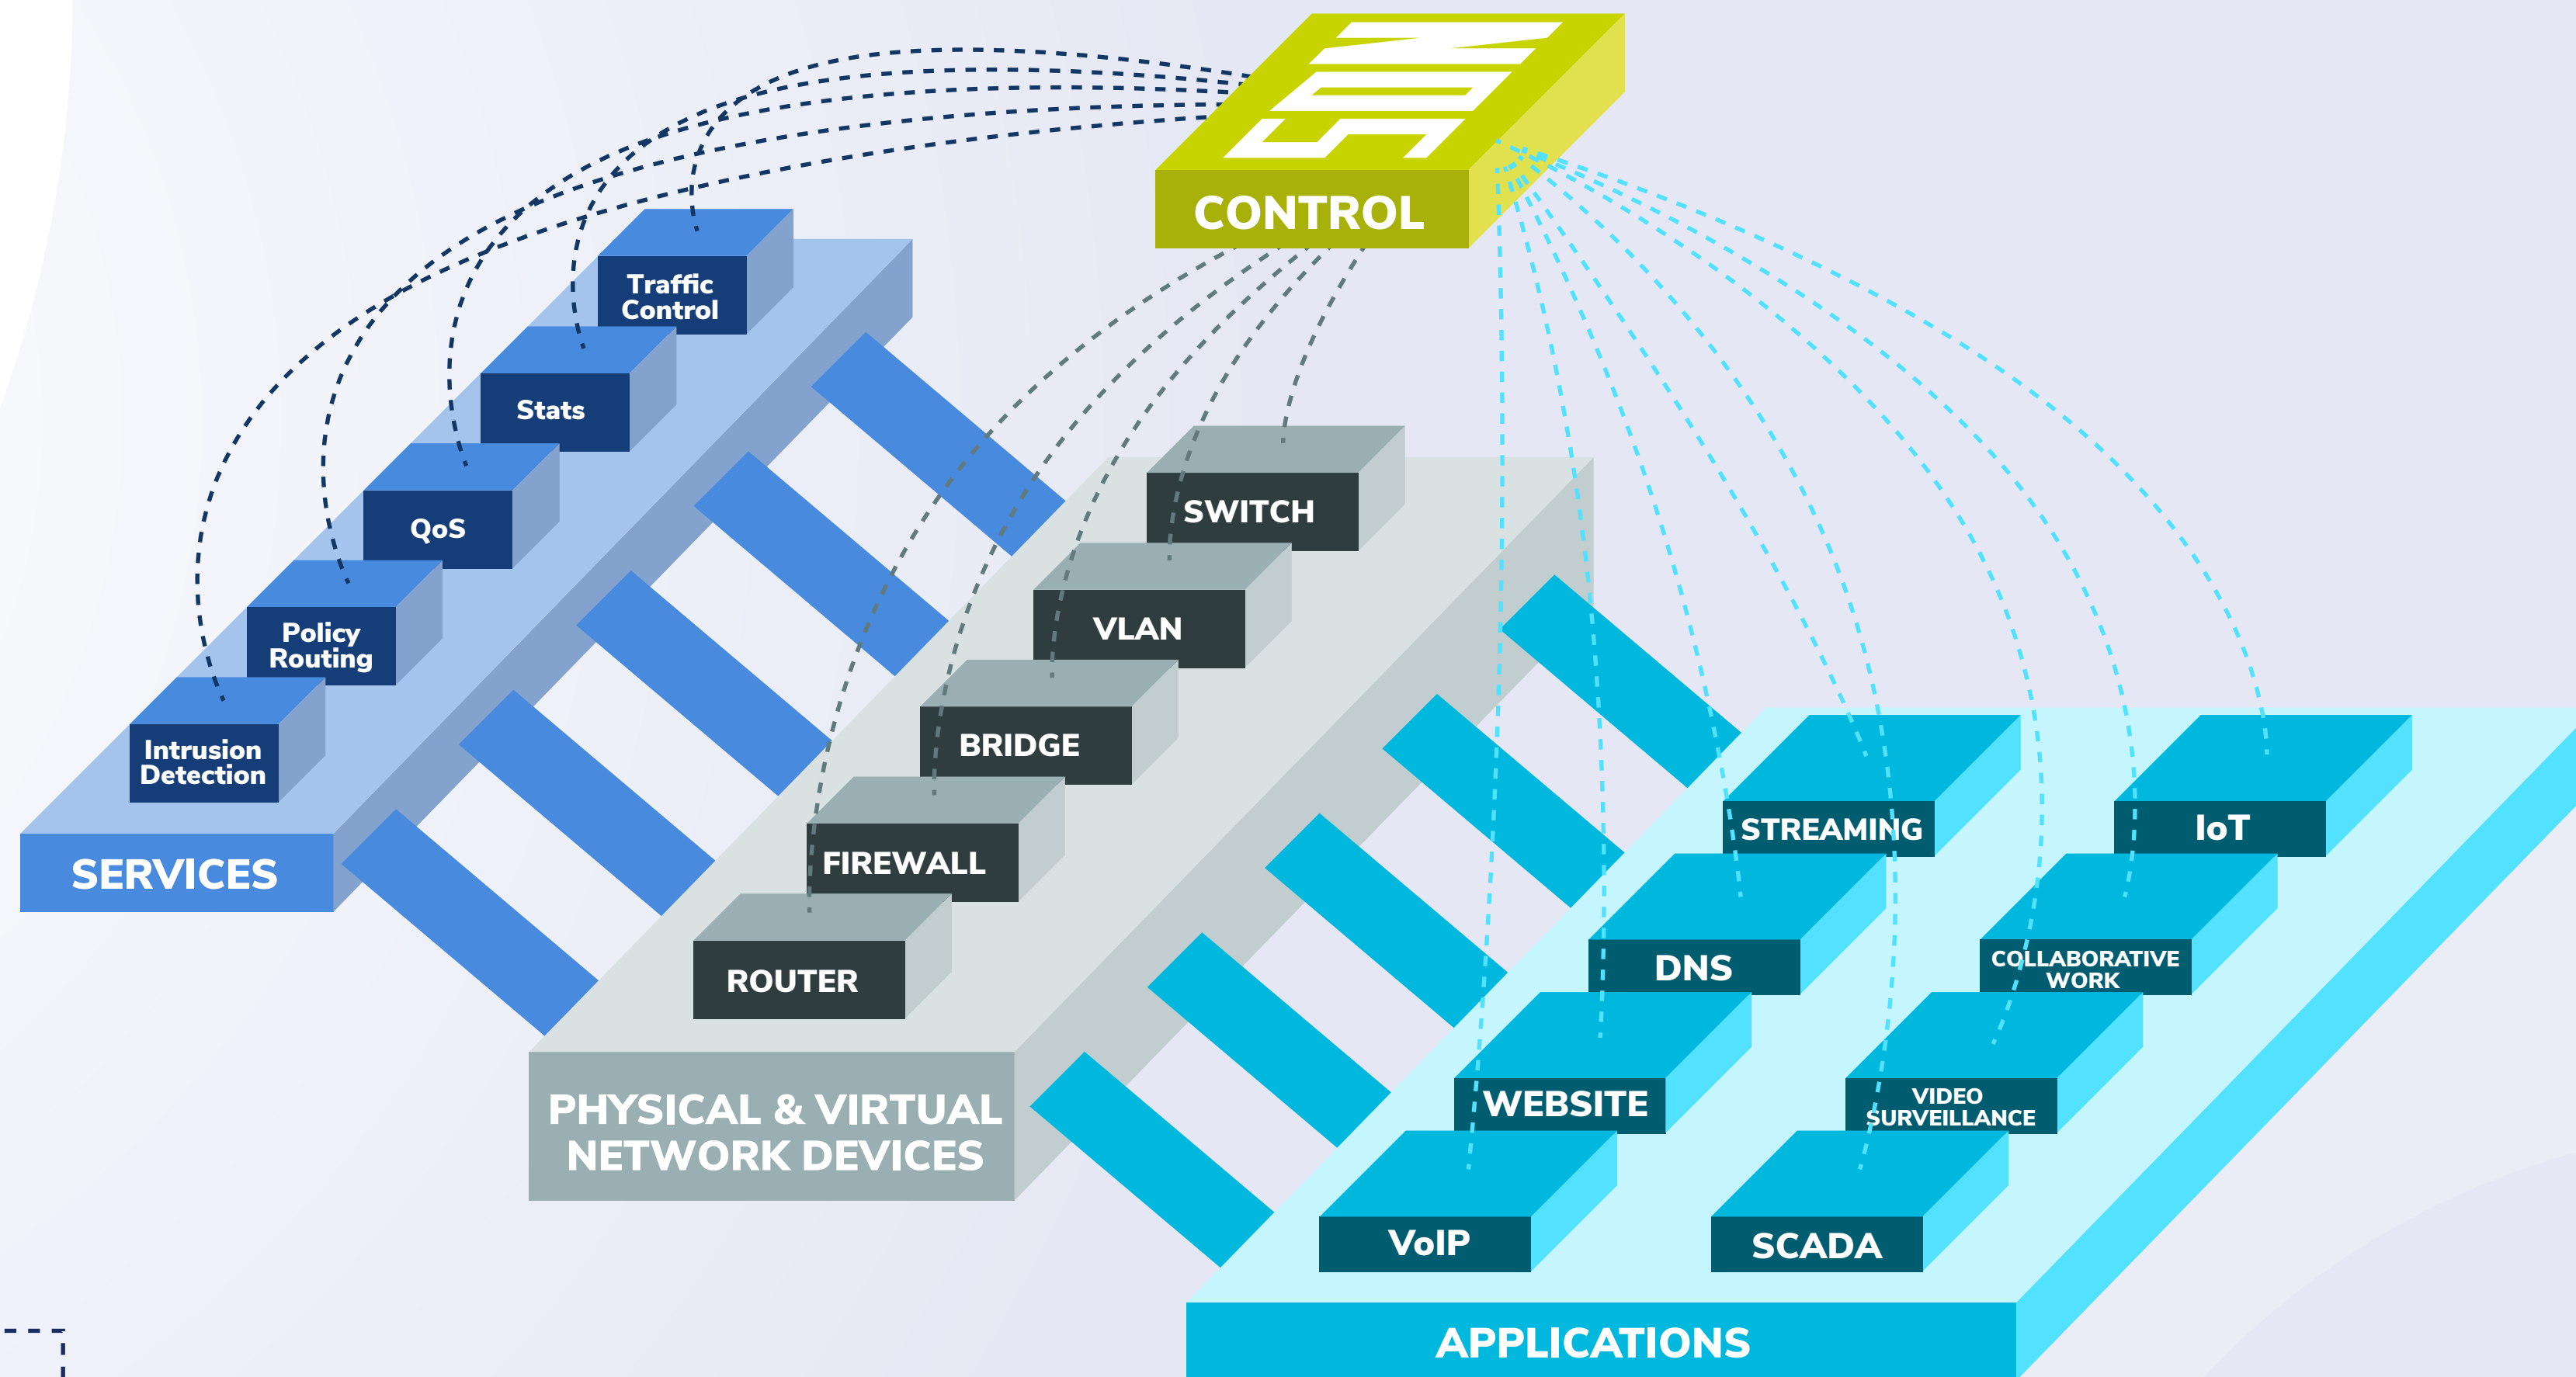 SDN
CONTROL
Traffic
Control
Stats
QoS
Policy
Routing
Intrusion
Detection
SERVICES
SWITCH
VLAN
BRIDGE
FIREWALL
ROUTER
PHYSICAL & VIRTUAL
NETWORK DEVICES
STREAMING
IoT
DNS
COLLABORATIVE
WORK
WEBSITE
VIDEO
SURVEILLANCE
VoIP
SCADA
APPLICATIONS